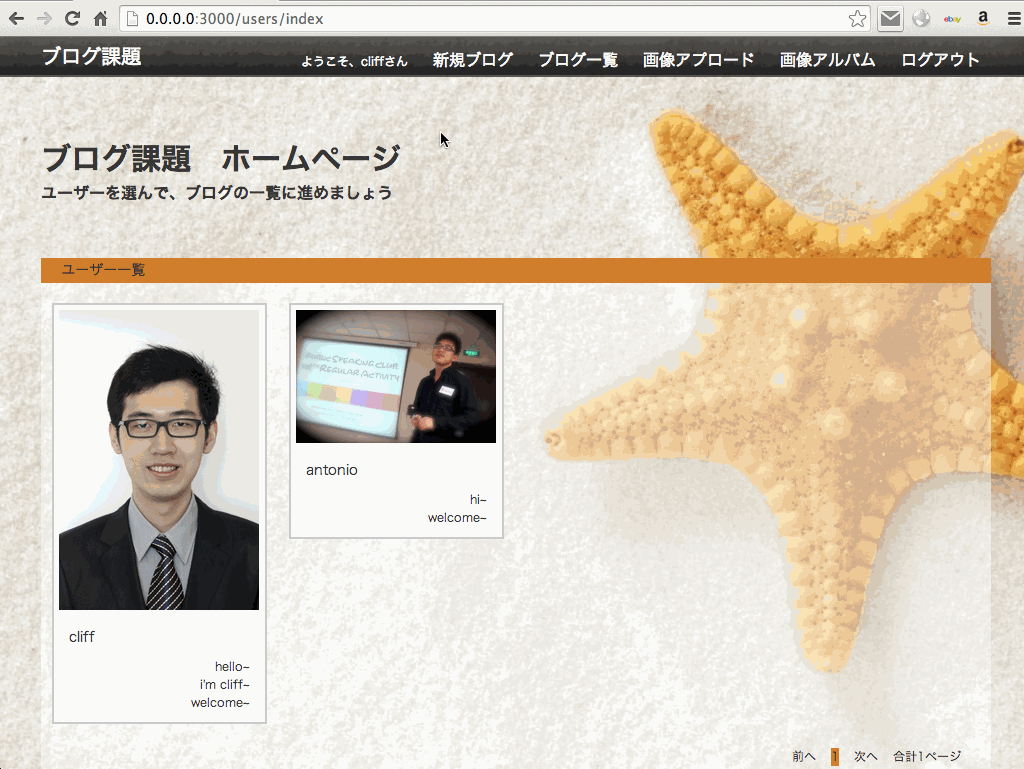 0.0.0.0:3000/users/index
ebay
a
ブログ課題
ようこそ、cliffさん
新規ブログ
ブログ一覧
画像アプロード
画像アルバム
ログアウト
ブログ課題 ホームページ
ユーザーを選んで、ブログの一覧に進めましょう
ユーザー一覧
PUBLIC SPEAKING CLUB
REGULAR ACTIVITY
cliff
hello~
i'm cliff~
welcome~
antonio
hi~
welcome~
前へ 1 次へ 合計1ページ